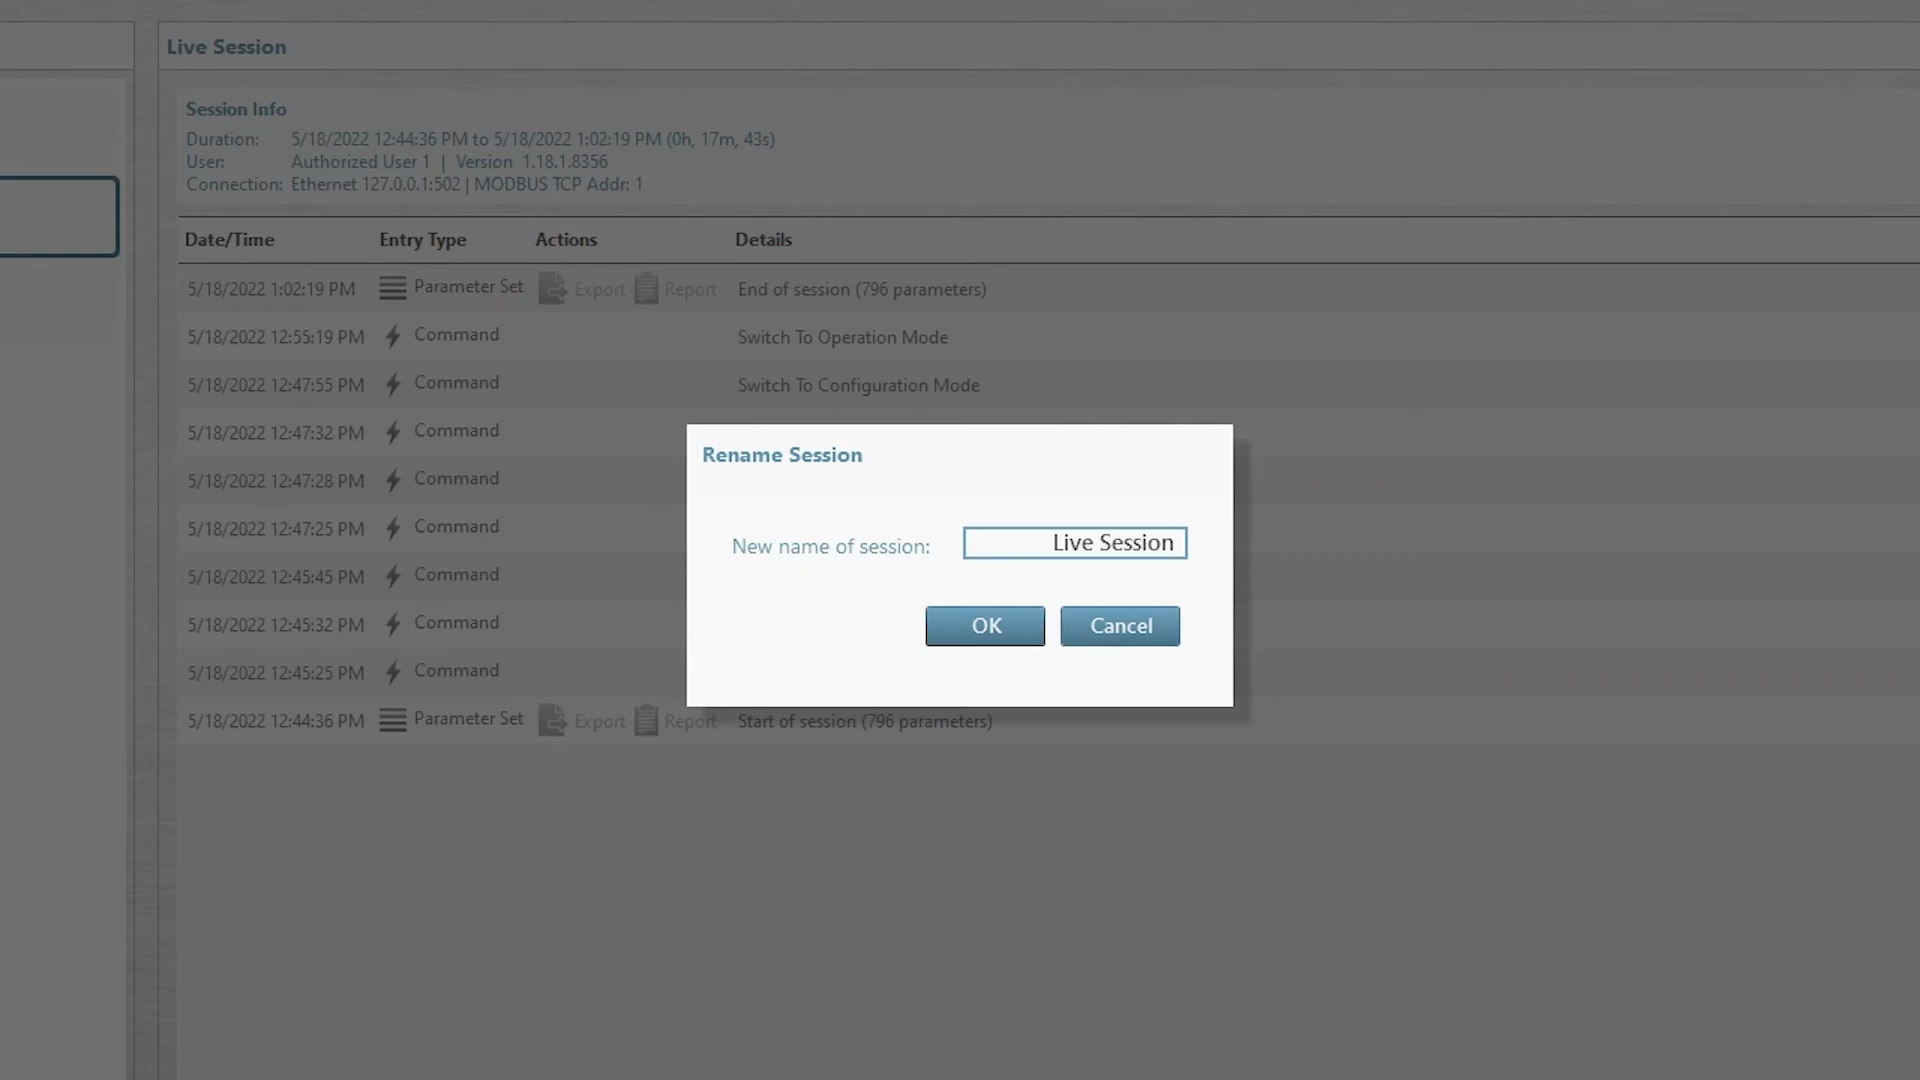 Live Session
Session Info
Duration: 5/18/2022 12:44:36 PM to 5/18/2022 1:02:19 PM (0h, 17m, 43s)
User: Authorized User 1 | Version 1.18.1.8356
Connection: Ethernet 127.0.0.1:502 | MODBUS TCP Addr: 1
Date/Time Entry Type Actions Details
5/18/2022 1:02:19 PM Parameter Set Export Report End of session (796 parameters)
5/18/2022 12:55:19 PM Command Switch To Operation Mode
5/18/2022 12:47:55 PM Command Switch To Configuration Mode
5/18/2022 12:47:32 PM Command
5/18/2022 12:47:28 PM Command
5/18/2022 12:47:25 PM Command
5/18/2022 12:45:45 PM Command
5/18/2022 12:45:32 PM Command
5/18/2022 12:45:25 PM Command
5/18/2022 12:44:36 PM Parameter Set Export Report Start of session (796 parameters)
Rename Session
New name of session: Live Session
OK Cancel